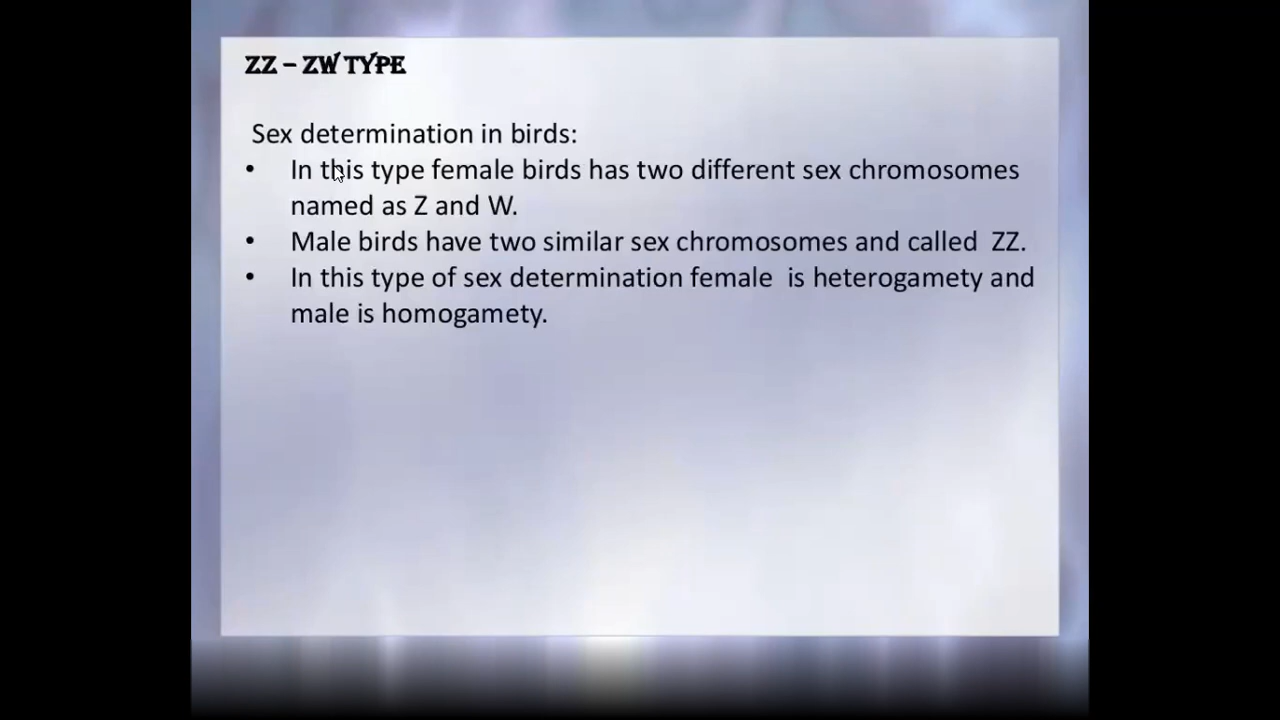 ZZ – ZW TYPE
Sex determination in birds:
• In this type female birds has two different sex chromosomes
named as Z and W.
• Male birds have two similar sex chromosomes and called  ZZ.
• In this type of sex determination female  is heterogamety and
male is homogamety.